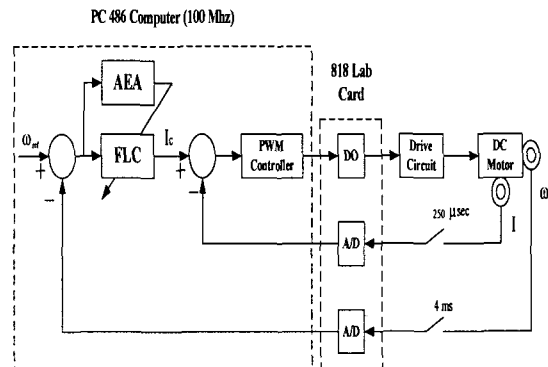 PC 486 Computer (100 Mhz)
818 Lab
Card
AEA
ω
FLC
Ic
PWM
Controller
DO
Drive
Circuit
DC
Motor
ω
I
+
+
−
−
250 μsec
A/D
4 ms
A/D